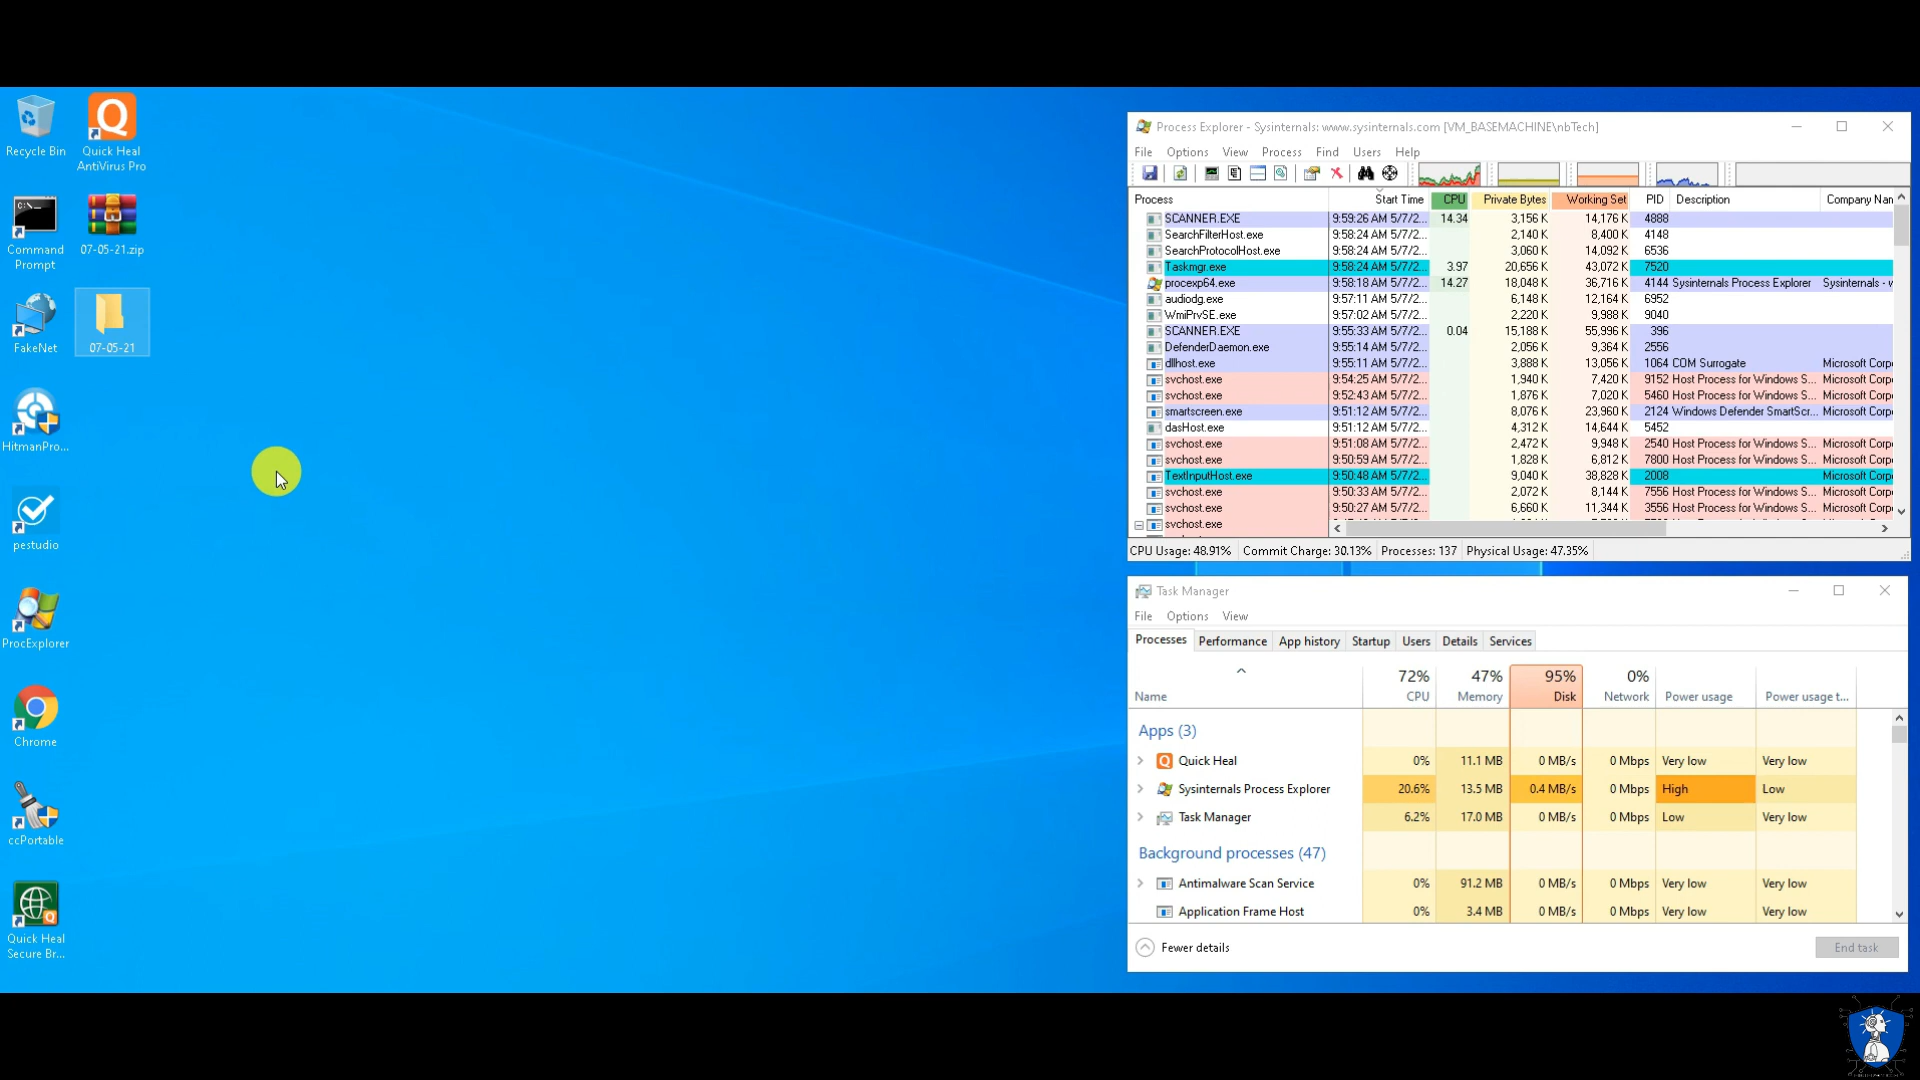 Recycle Bin
Quick Heal
AntiVirus Pro
Command
Prompt
07-05-21.zip
FakeNet
07-05-21
HitmanPro...
pestudio
ProcExplorer
Chrome
ccPortable
Quick Heal
Secure Br...
Process Explorer - Sysinternals: www.sysinternals.com [VM_BASEMACHINE\nbTech]
File Options View Process Find Users Help
Process Start Time CPU Private Bytes Working Set PID Description Company Nan
SCANNER.EXE 9:59:26 AM 5/7/2... 14.34 3,156 K 14,176 K 4888
SearchFilterHost.exe 9:58:24 AM 5/7/2... 2,140 K 8,400 K 4148
SearchProtocolHost.exe 9:58:24 AM 5/7/2... 3,060 K 14,092 K 6536
Taskmgr.exe 9:58:24 AM 5/7/2... 3.97 20,656 K 43,072 K 7520
procexp64.exe 9:58:18 AM 5/7/2... 14.27 18,048 K 36,716 K 4144 Sysinternals Process Explorer Sysinternals - w
audiodg.exe 9:57:11 AM 5/7/2... 6,148 K 12,164 K 6952
WmiPrvSE.exe 9:57:02 AM 5/7/2... 2,220 K 9,988 K 9040
SCANNER.EXE 9:55:33 AM 5/7/2... 0.04 15,188 K 55,996 K 396
DefenderDaemon.exe 9:55:14 AM 5/7/2... 2,056 K 9,364 K 2556
dllhost.exe 9:55:11 AM 5/7/2... 3,888 K 13,056 K 1064 COM Surrogate Microsoft Corp
svchost.exe 9:54:25 AM 5/7/2... 1,940 K 7,420 K 9152 Host Process for Windows S... Microsoft Corp
svchost.exe 9:52:43 AM 5/7/2... 1,876 K 7,020 K 5460 Host Process for Windows S... Microsoft Corp
smartscreen.exe 9:51:12 AM 5/7/2... 8,076 K 23,960 K 2124 Windows Defender SmartScr... Microsoft Corp
dasHost.exe 9:51:12 AM 5/7/2... 4,312 K 14,644 K 5452
svchost.exe 9:51:08 AM 5/7/2... 2,472 K 9,948 K 2540 Host Process for Windows S... Microsoft Corp
svchost.exe 9:50:59 AM 5/7/2... 1,828 K 6,812 K 7800 Host Process for Windows S... Microsoft Corp
TextInputHost.exe 9:50:48 AM 5/7/2... 9,040 K 38,828 K 2008 Microsoft Corp
svchost.exe 9:50:33 AM 5/7/2... 2,072 K 8,144 K 7556 Host Process for Windows S... Microsoft Corp
svchost.exe 9:50:27 AM 5/7/2... 6,660 K 11,344 K 3556 Host Process for Windows S... Microsoft Corp
svchost.exe
CPU Usage: 48.91% Commit Charge: 30.13% Processes: 137 Physical Usage: 47.35%
Task Manager
File Options View
Processes Performance App history Startup Users Details Services
72% 47% 95% 0%
Name CPU Memory Disk Network Power usage Power usage t...
Apps (3)
Quick Heal 0% 11.1 MB 0 MB/s 0 Mbps Very low Very low
Sysinternals Process Explorer 20.6% 13.5 MB 0.4 MB/s 0 Mbps High Low
Task Manager 6.2% 17.0 MB 0 MB/s 0 Mbps Low Very low
Background processes (47)
Antimalware Scan Service 0% 91.2 MB 0 MB/s 0 Mbps Very low Very low
Application Frame Host 0% 3.4 MB 0 MB/s 0 Mbps Very low Very low
Fewer details
End task